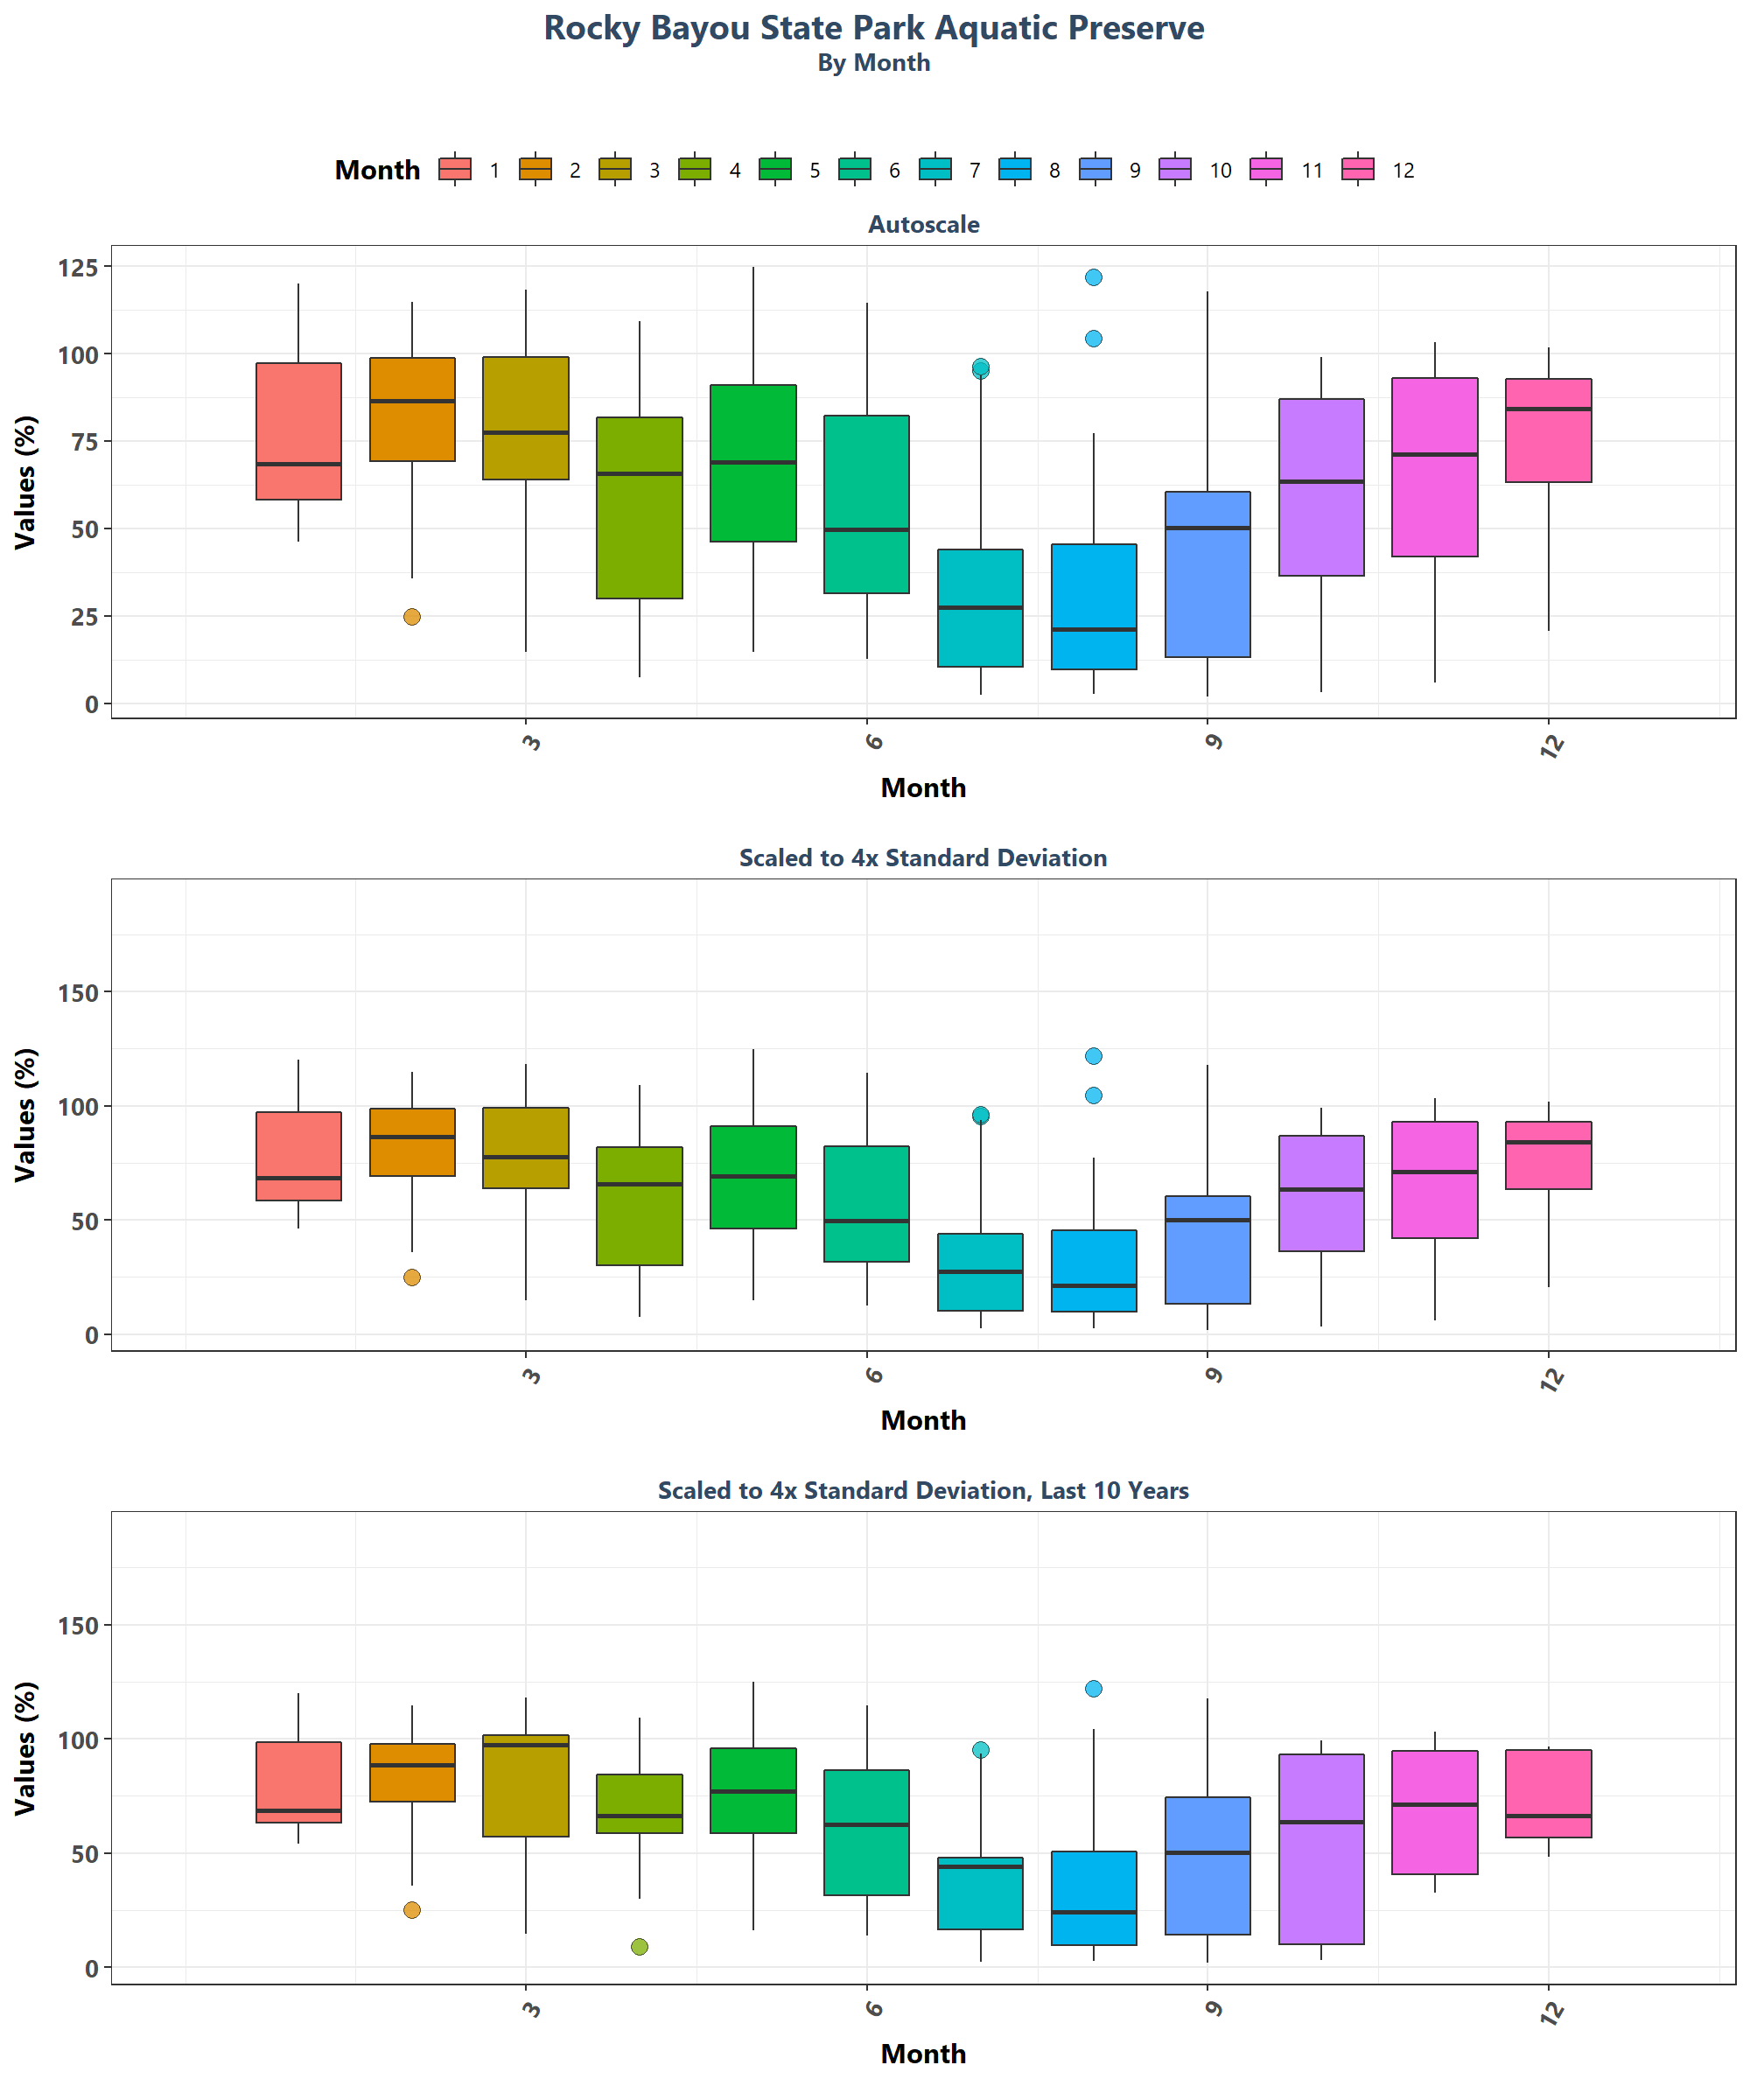 Rocky Bayou State Park Aquatic Preserve
By Month
Month 1 2 3 4 5 6 7 8 9 10 11 12
Autoscale
Values (%)
125
100
75
50
25
0
3 6 9 12
Month
Scaled to 4x Standard Deviation
Values (%)
150
100
50
0
3 6 9 12
Month
Scaled to 4x Standard Deviation, Last 10 Years
Values (%)
150
100
50
0
3 6 9 12
Month